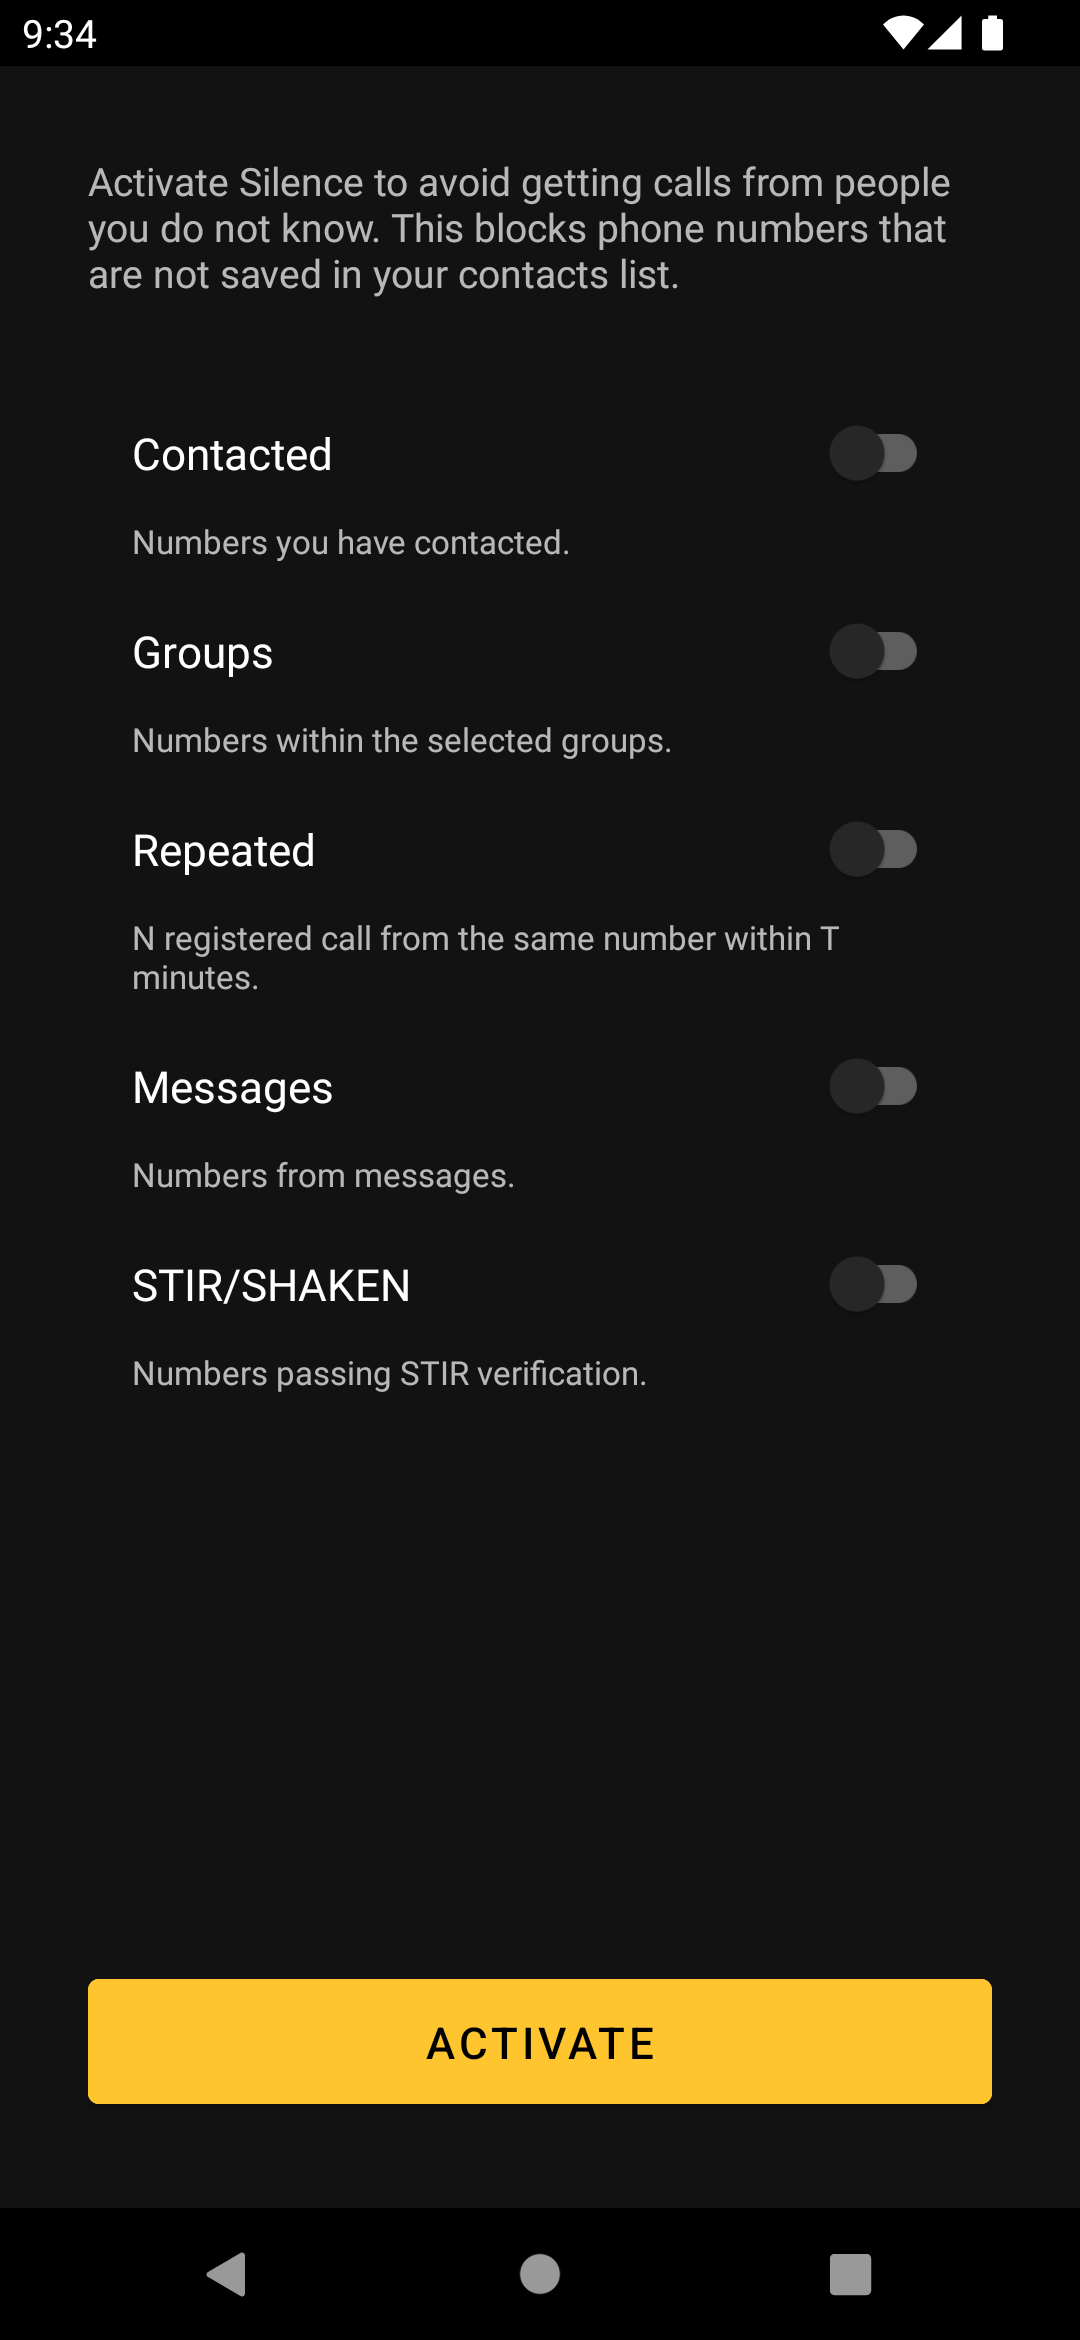 9:34
Activate Silence to avoid getting calls from people
you do not know. This blocks phone numbers that
are not saved in your contacts list.
Contacted
Numbers you have contacted.
Groups
Numbers within the selected groups.
Repeated
N registered call from the same number within T
minutes.
Messages
Numbers from messages.
STIR/SHAKEN
Numbers passing STIR verification.
ACTIVATE